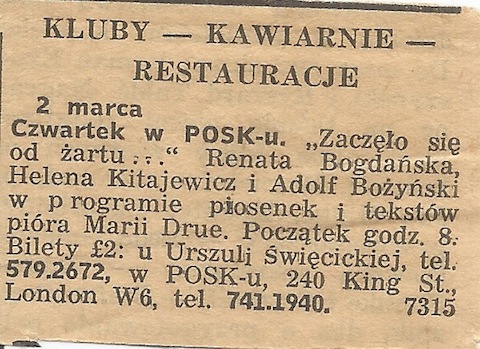 KLUBY — KAWIARNIE —
RESTAURACJE
2 marca
Czwartek w POSK-u. „Zaczęło się
od żartu...“ Renata Bogdańska,
Helena Kitajewicz i Adolf Bożyński
w programie piosenek i tekstów
pióra Marii Drue. Początek godz. 8.
Bilety £2: u Urszuli Święcickiej, tel.
579.2672, w POSK-u, 240 King St.,
London W6, tel. 741.1940. 7315